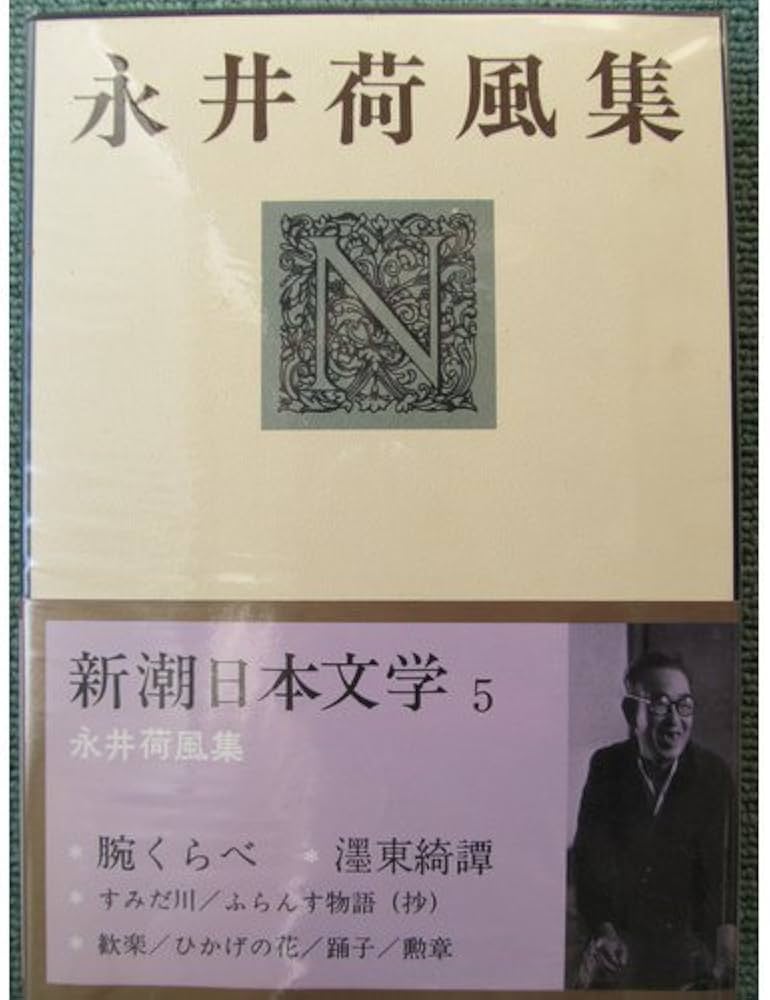 永井荷風集
N
新潮日本文学 5
永井荷風集
* 腕くらべ * 濹東綺譚
* すみだ川／ふらんす物語（抄）
* 歓楽／ひかげの花／踊子／勲章